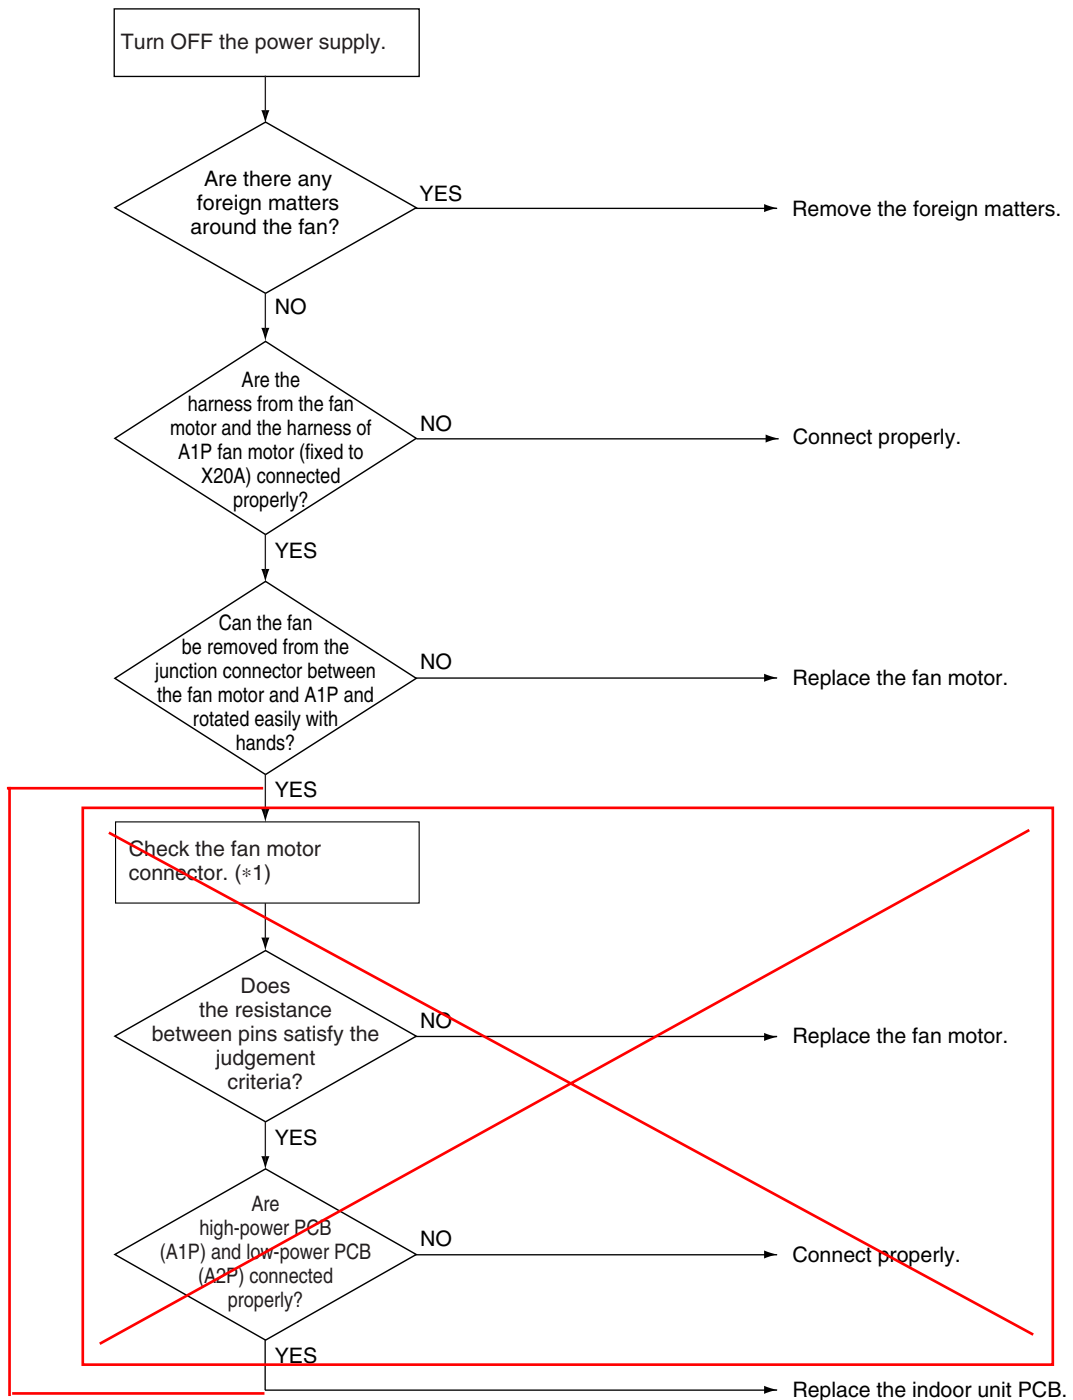 Turn OFF the power supply.
Are there any
foreign matters
around the fan?
YES
Remove the foreign matters.
NO
Are the
harness from the fan
motor and the harness of
A1P fan motor (fixed to
X20A) connected
properly?
NO
Connect properly.
YES
Can the fan
be removed from the
junction connector between
the fan motor and A1P and
rotated easily with
hands?
NO
Replace the fan motor.
YES
Check the fan motor
connector. (*1)
Does
the resistance
between pins satisfy the
judgement
criteria?
NO
Replace the fan motor.
YES
Are
high-power PCB
(A1P) and low-power PCB
(A2P) connected
properly?
NO
Connect properly.
YES
Replace the indoor unit PCB.